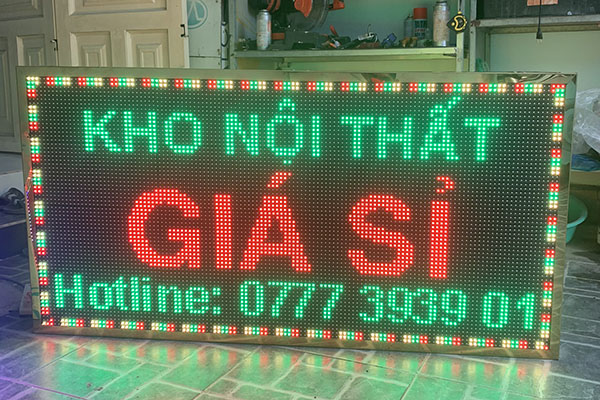 KHO NỘI THẤT
GIÁ SỈ
Hotline: 0777 3939 01